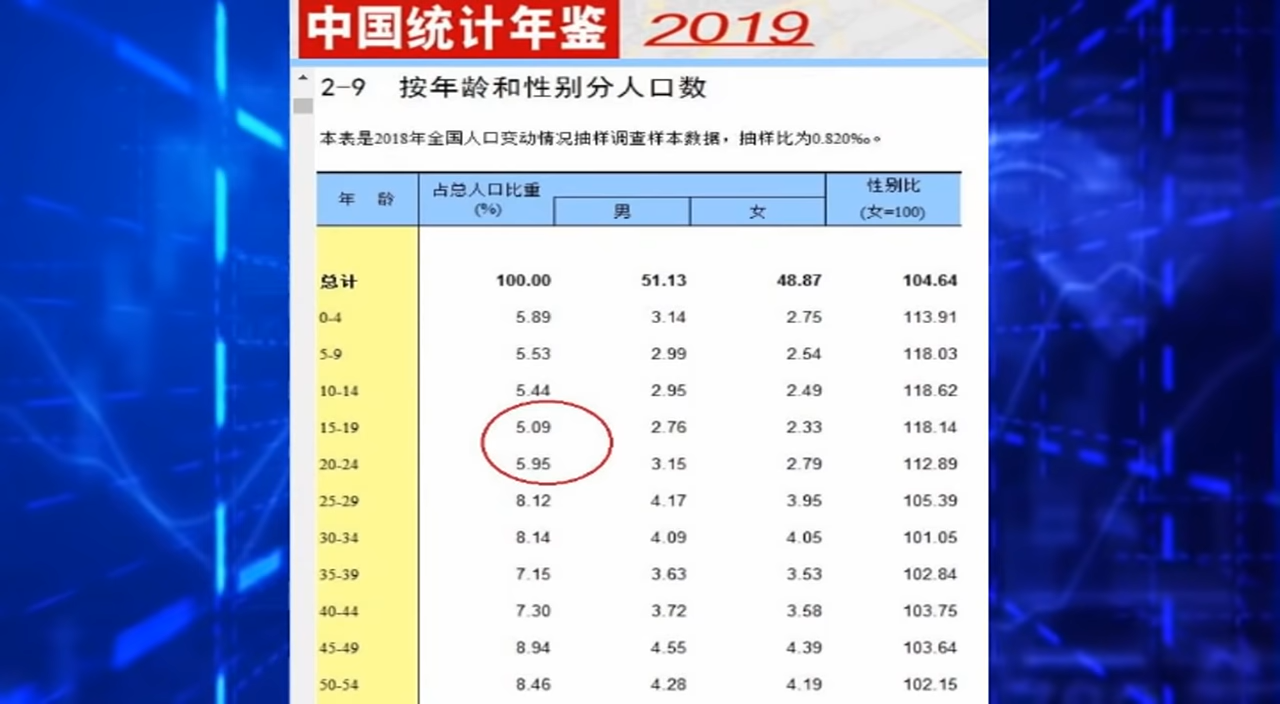 中国统计年鉴 2019
2-9 按年龄和性别分人口数
本表是2018年全国人口变动情况抽样调查样本数据，抽样比为0.820‰。
年 龄 占总人口比重 (%) 男 女 性别比 (女=100)
总计 100.00 51.13 48.87 104.64
0-4 5.89 3.14 2.75 113.91
5-9 5.53 2.99 2.54 118.03
10-14 5.44 2.95 2.49 118.62
15-19 5.09 2.76 2.33 118.14
20-24 5.95 3.15 2.79 112.89
25-29 8.12 4.17 3.95 105.39
30-34 8.14 4.09 4.05 101.05
35-39 7.15 3.63 3.53 102.84
40-44 7.30 3.72 3.58 103.75
45-49 8.94 4.55 4.39 103.64
50-54 8.46 4.28 4.19 102.15